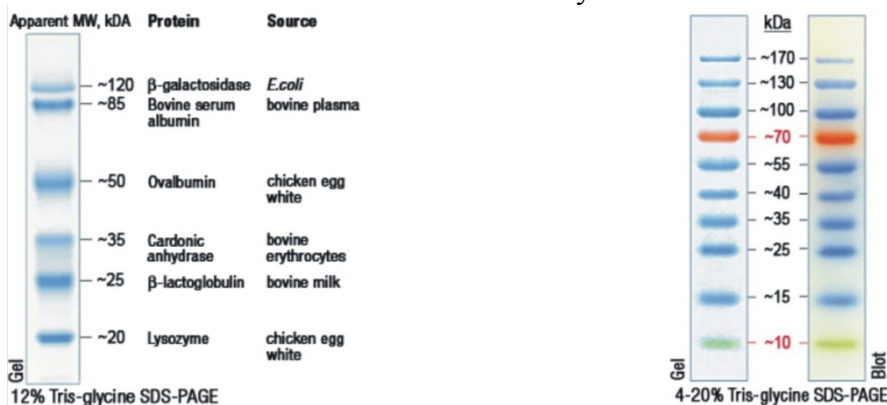 Apparent MW, kDA Protein Source
~120 β-galactosidase E.coli
~85 Bovine serum albumin bovine plasma
~50 Ovalbumin chicken egg white
~35 Cardonic anhydrase bovine erythrocytes
~25 β-lactoglobulin bovine milk
~20 Lysozyme chicken egg white
Gel
12% Tris-glycine SDS-PAGE
kDa
~170
~130
~100
~70
~55
~40
~35
~25
~15
~10
Gel
Blot
4-20% Tris-glycine SDS-PAGE